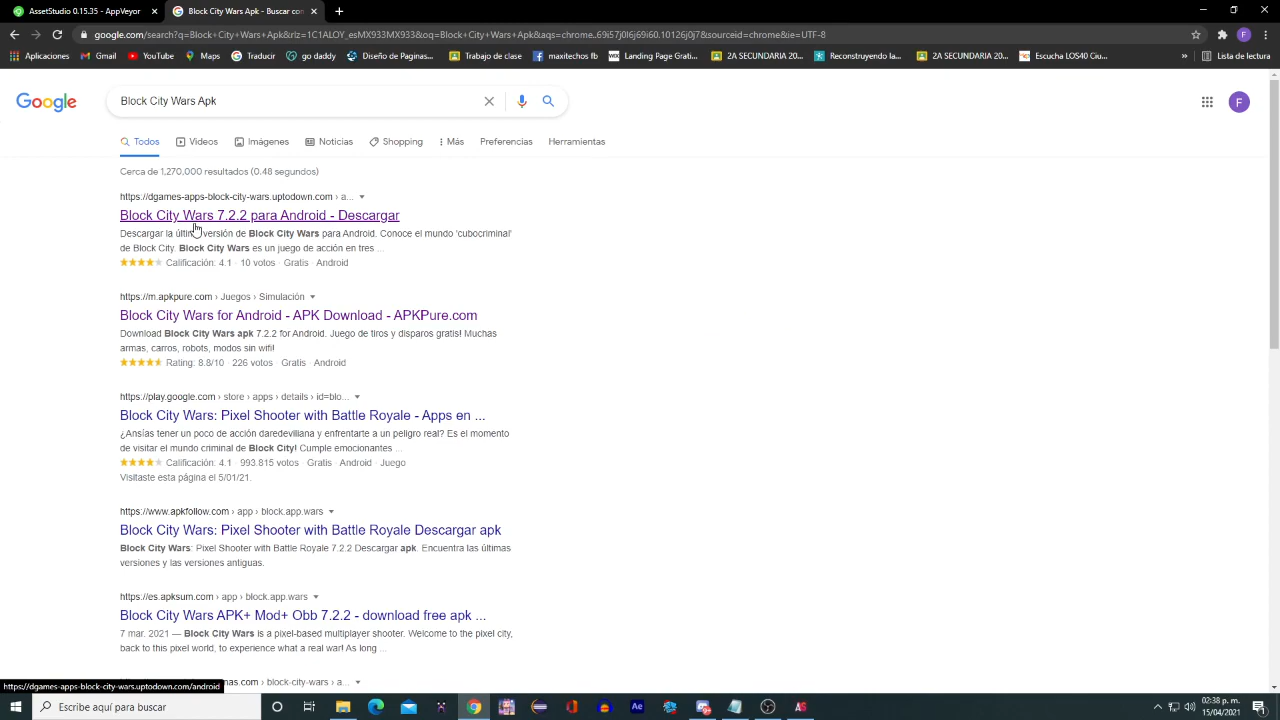 AssetStudio 0.15.35 - AppVeyor
Block City Wars Apk - Buscar con
google.com/search?q=Block+City+Wars+Apk&rlz=1C1ALOY_esMX933MX933&oq=Block+City+Wars+Apk&aqs=chrome..69i57j0l6j69i60.10126j0j7&sourceid=chrome&ie=UTF-8
Aplicaciones
Gmail
YouTube
Maps
Traducir
go daddy
Diseño de Paginas...
Trabajo de clase
maxitechos fb
Landing Page Grati...
2A SECUNDARIA 20...
Reconstruyendo la...
2A SECUNDARIA 20...
Escucha LOS40 Ciu...
»
Lista de lectura
Google
Block City Wars Apk
F
Todos
Vídeos
Imágenes
Noticias
Shopping
Más
Preferencias
Herramientas
Cerca de 1,270,000 resultados (0.48 segundos)
https://dgames-apps-block-city-wars.uptodown.com › a...
Block City Wars 7.2.2 para Android - Descargar
Descargar la última versión de Block City Wars para Android. Conoce el mundo 'cubocriminal'
de Block City. Block City Wars es un juego de acción en tres ...
Calificación: 4.1 · 10 votos · Gratis · Android
https://m.apkpure.com › Juegos › Simulación
Block City Wars for Android - APK Download - APKPure.com
Download Block City Wars apk 7.2.2 for Android. Juego de tiros y disparos gratis! Muchas
armas, carros, robots, modos sin wifi!
Rating: 8.8/10 · 226 votos · Gratis · Android
https://play.google.com › store › apps › details › id=blo...
Block City Wars: Pixel Shooter with Battle Royale - Apps en ...
¿Ansías tener un poco de acción daredeviliana y enfrentarte a un peligro real? Es el momento
de visitar el mundo criminal de Block City! Cumple emocionantes ...
Calificación: 4.1 · 993.815 votos · Gratis · Android · Juego
Visitaste esta página el 5/01/21.
https://www.apkfollow.com › app › block.app.wars
Block City Wars: Pixel Shooter with Battle Royale Descargar apk
Block City Wars: Pixel Shooter with Battle Royale 7.2.2 Descargar apk. Encuentra las últimas
versiones y las versiones antiguas.
https://es.apksum.com › app › block.app.wars
Block City Wars APK+ Mod+ Obb 7.2.2 - download free apk ...
7 mar. 2021 — Block City Wars is a pixel-based multiplayer shooter. Welcome to the pixel city,
back to this pixel world, to experience what a real war! As long ...
nas.com › block-city-wars › a...
https://dgames-apps-block-city-wars.uptodown.com/android
Escribe aquí para buscar
02:38 p. m.
15/04/2021